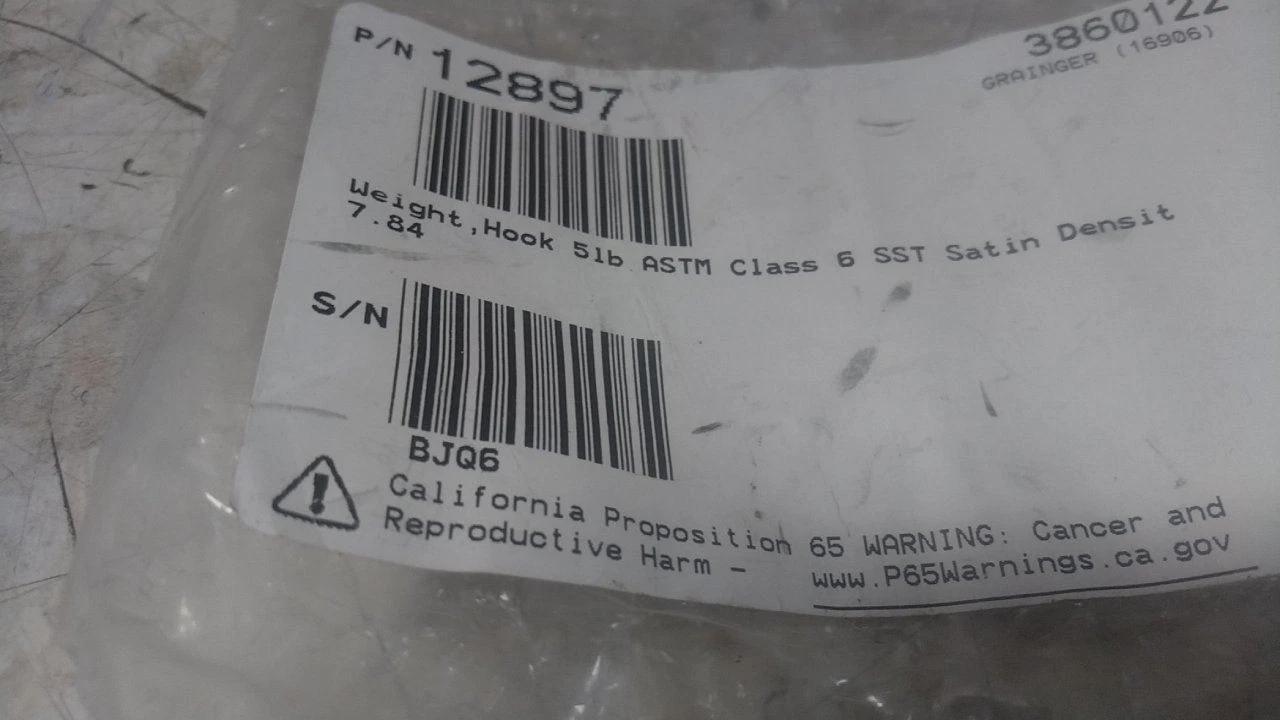 P/N 12897
3860122
GRAINGER (16906)
Weight,Hook 5lb ASTM Class 6 SST Satin Densit
7.84
S/N
BJQ6
California Proposition 65 WARNING: Cancer and
Reproductive Harm - www.P65Warnings.ca.gov